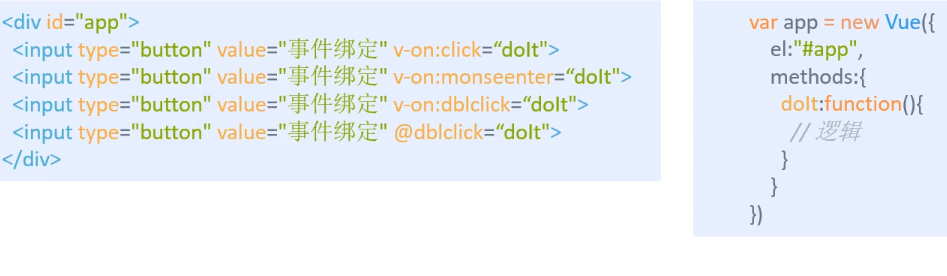 <div id="app">
<input type="button" value="事件绑定" v-on:click=“doIt">
<input type="button" value="事件绑定" v-on:monseenter=“doIt">
<input type="button" value="事件绑定" v-on:dblclick=“doIt">
<input type="button" value="事件绑定" @dblclick=“doIt">
</div>
var app = new Vue({
el:"#app",
methods:{
doIt:function(){
// 逻辑
}
}
})